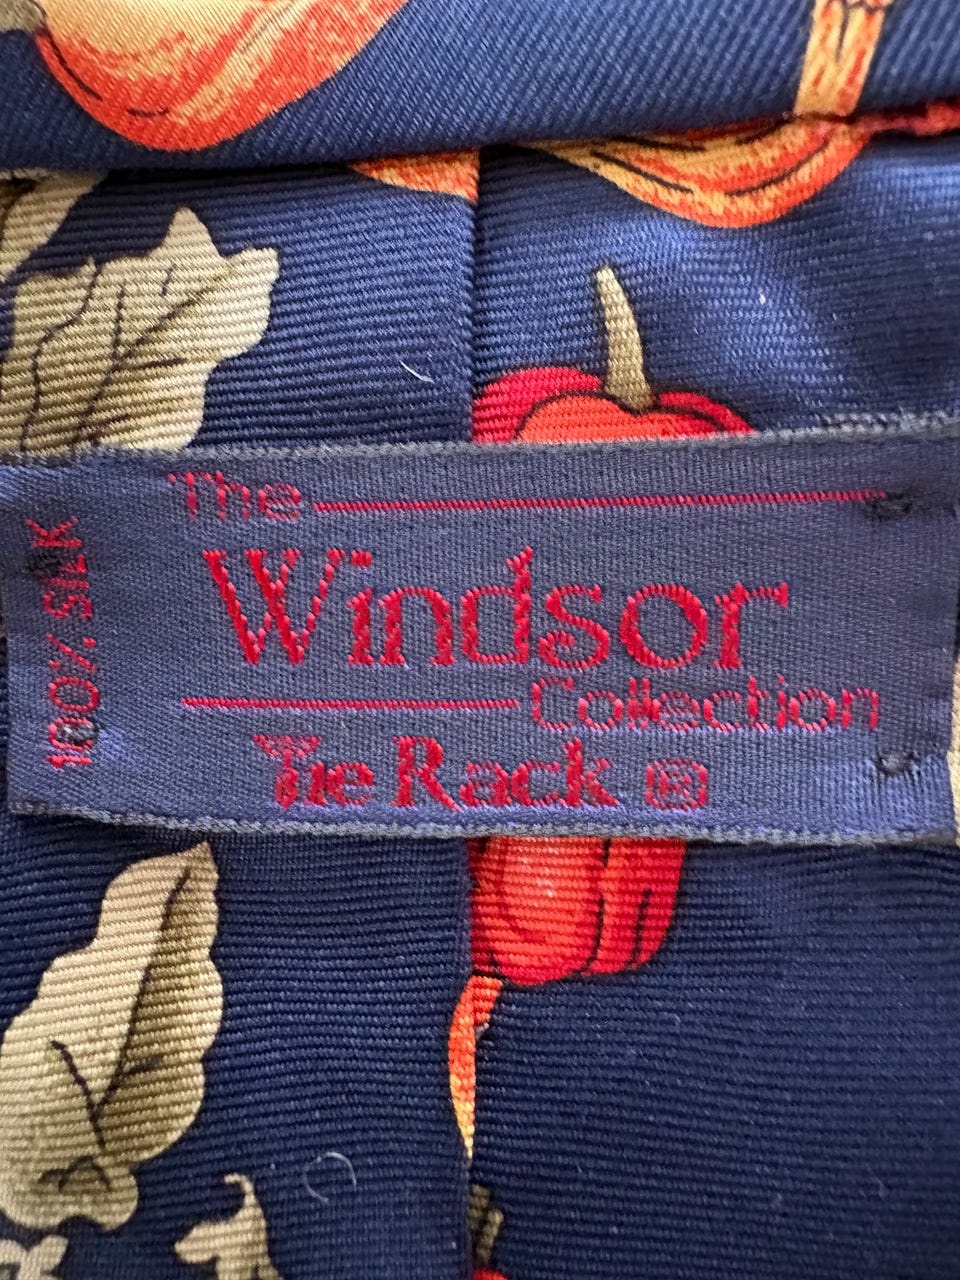 The
Windsor
Collection
Tie Rack ®
100% SILK